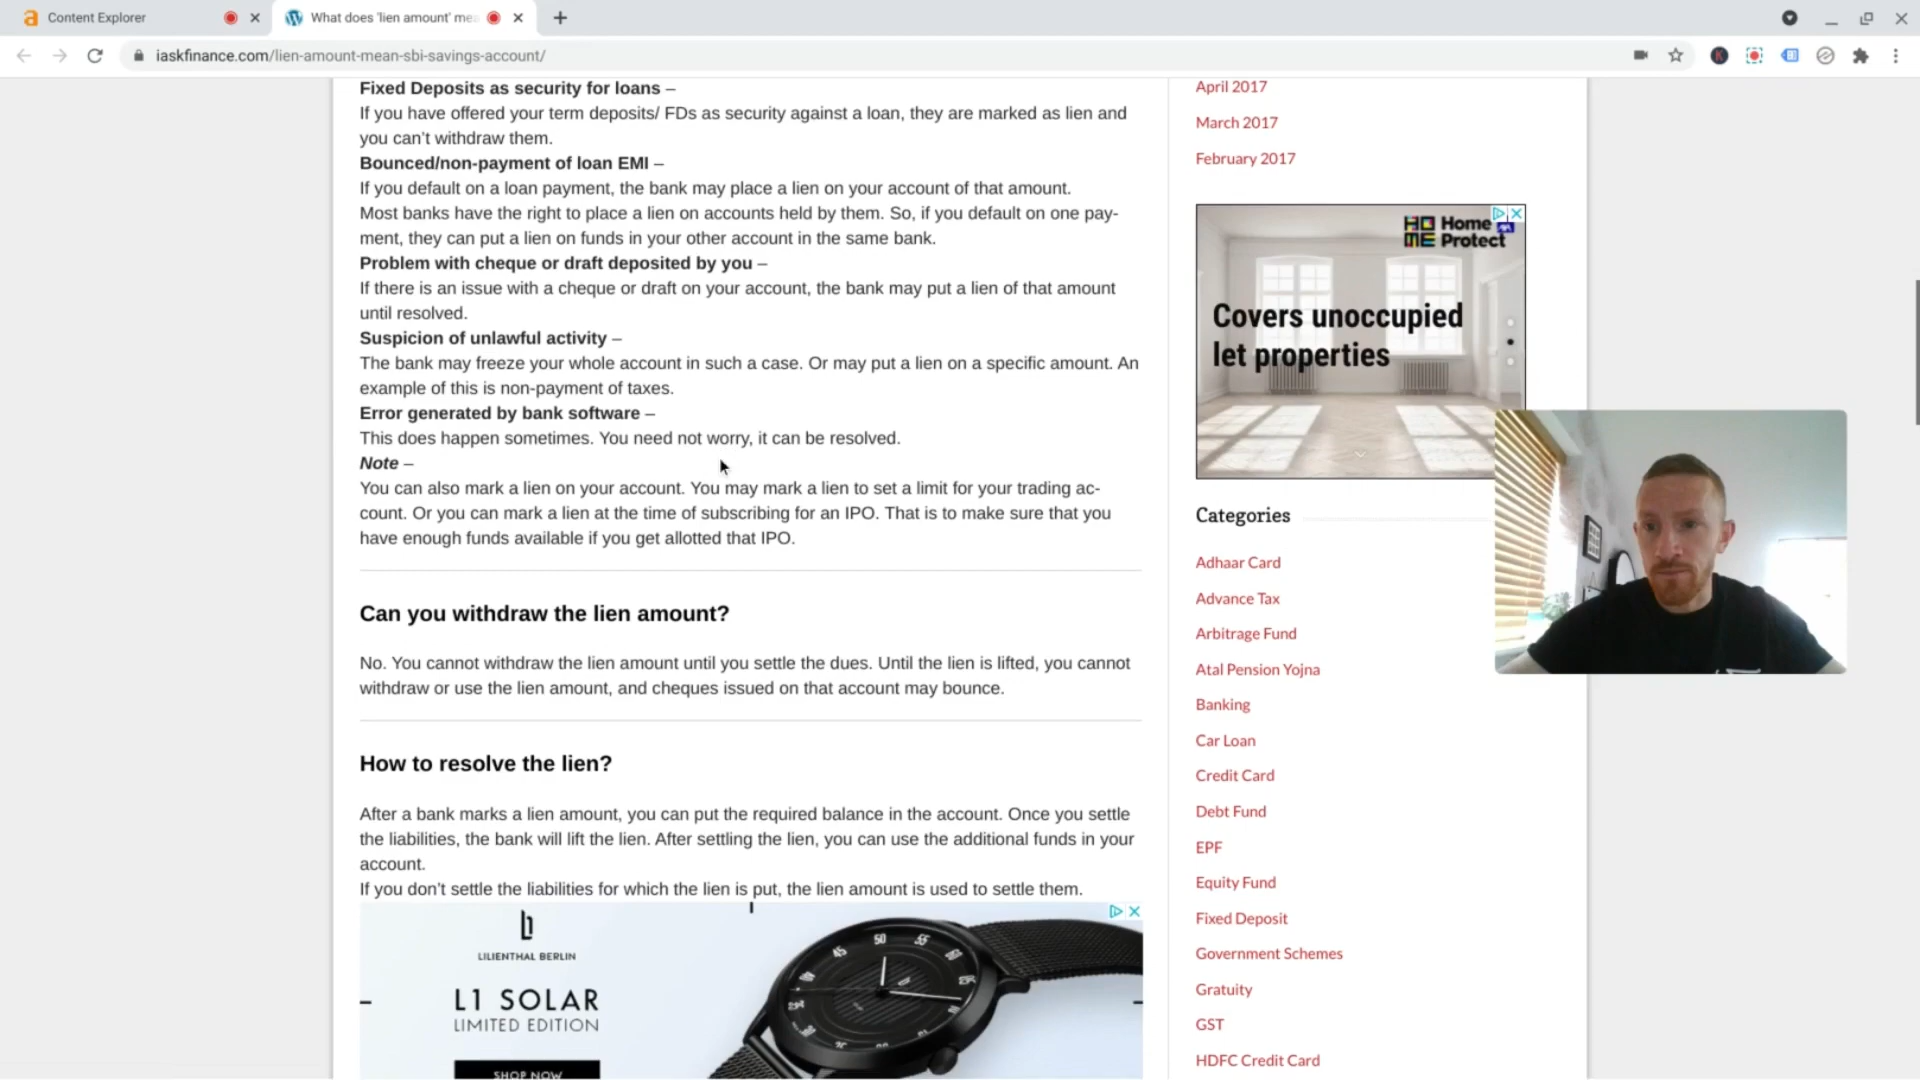 Content Explorer
What does 'lien amount' me
iaskfinance.com/lien-amount-mean-sbi-savings-account/
Fixed Deposits as security for loans –
If you have offered your term deposits/ FDs as security against a loan, they are marked as lien and
you can't withdraw them.
Bounced/non-payment of loan EMI –
If you default on a loan payment, the bank may place a lien on your account of that amount.
Most banks have the right to place a lien on accounts held by them. So, if you default on one pay-
ment, they can put a lien on funds in your other account in the same bank.
Problem with cheque or draft deposited by you –
If there is an issue with a cheque or draft on your account, the bank may put a lien of that amount
until resolved.
Suspicion of unlawful activity –
The bank may freeze your whole account in such a case. Or may put a lien on a specific amount. An
example of this is non-payment of taxes.
Error generated by bank software –
This does happen sometimes. You need not worry, it can be resolved.
Note –
You can also mark a lien on your account. You may mark a lien to set a limit for your trading ac-
count. Or you can mark a lien at the time of subscribing for an IPO. That is to make sure that you
have enough funds available if you get allotted that IPO.
Can you withdraw the lien amount?
No. You cannot withdraw the lien amount until you settle the dues. Until the lien is lifted, you cannot
withdraw or use the lien amount, and cheques issued on that account may bounce.
How to resolve the lien?
After a bank marks a lien amount, you can put the required balance in the account. Once you settle
the liabilities, the bank will lift the lien. After settling the lien, you can use the additional funds in your
account.
If you don't settle the liabilities for which the lien is put, the lien amount is used to settle them.
LILIENTHAL BERLIN
L1 SOLAR
LIMITED EDITION
SHOP NOW
45
50
55
April 2017
March 2017
February 2017
HOME
Home
Protect
Covers unoccupied
let properties
Categories
Adhaar Card
Advance Tax
Arbitrage Fund
Atal Pension Yojna
Banking
Car Loan
Credit Card
Debt Fund
EPF
Equity Fund
Fixed Deposit
Government Schemes
Gratuity
GST
HDFC Credit Card